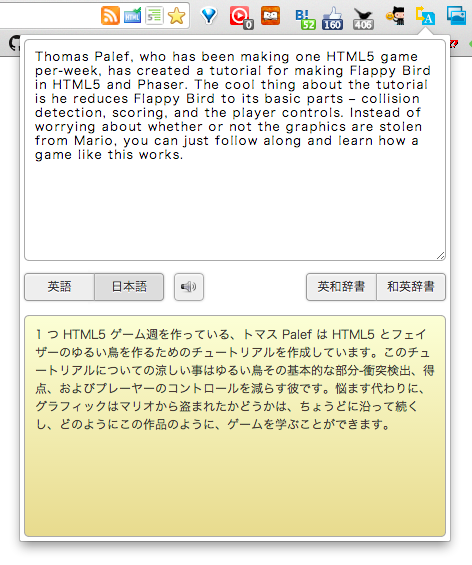 HTML
5
0
B!
52
160
406
A
Thomas Palef, who has been making one HTML5 game
per-week, has created a tutorial for making Flappy Bird
in HTML5 and Phaser. The cool thing about the tutorial
is he reduces Flappy Bird to its basic parts – collision
detection, scoring, and the player controls. Instead of
worrying about whether or not the graphics are stolen
from Mario, you can just follow along and learn how a
game like this works.
英語 日本語 英和辞書 和英辞書
1 つ HTML5 ゲーム週を作っている、トマス Palef は HTML5 とフェイ
ザーのゆるい鳥を作るためのチュートリアルを作成しています。このチュ
ートリアルについての涼しい事はゆるい鳥その基本的な部分-衝突検出、得
点、およびプレーヤーのコントロールを減らす彼です。悩ます代わりに、
グラフィックはマリオから盗まれたかどうかは、ちょうどに沿って続く
し、どのようにこの作品のように、ゲームを学ぶことができます。